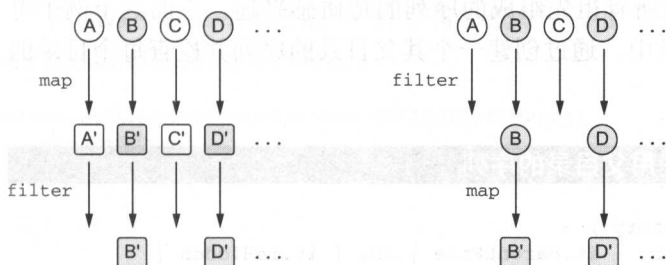 A B C D ... A B C D ...
map filter
A' B' C' D' ... B D ...
filter map
B' D' ... B' D' ...